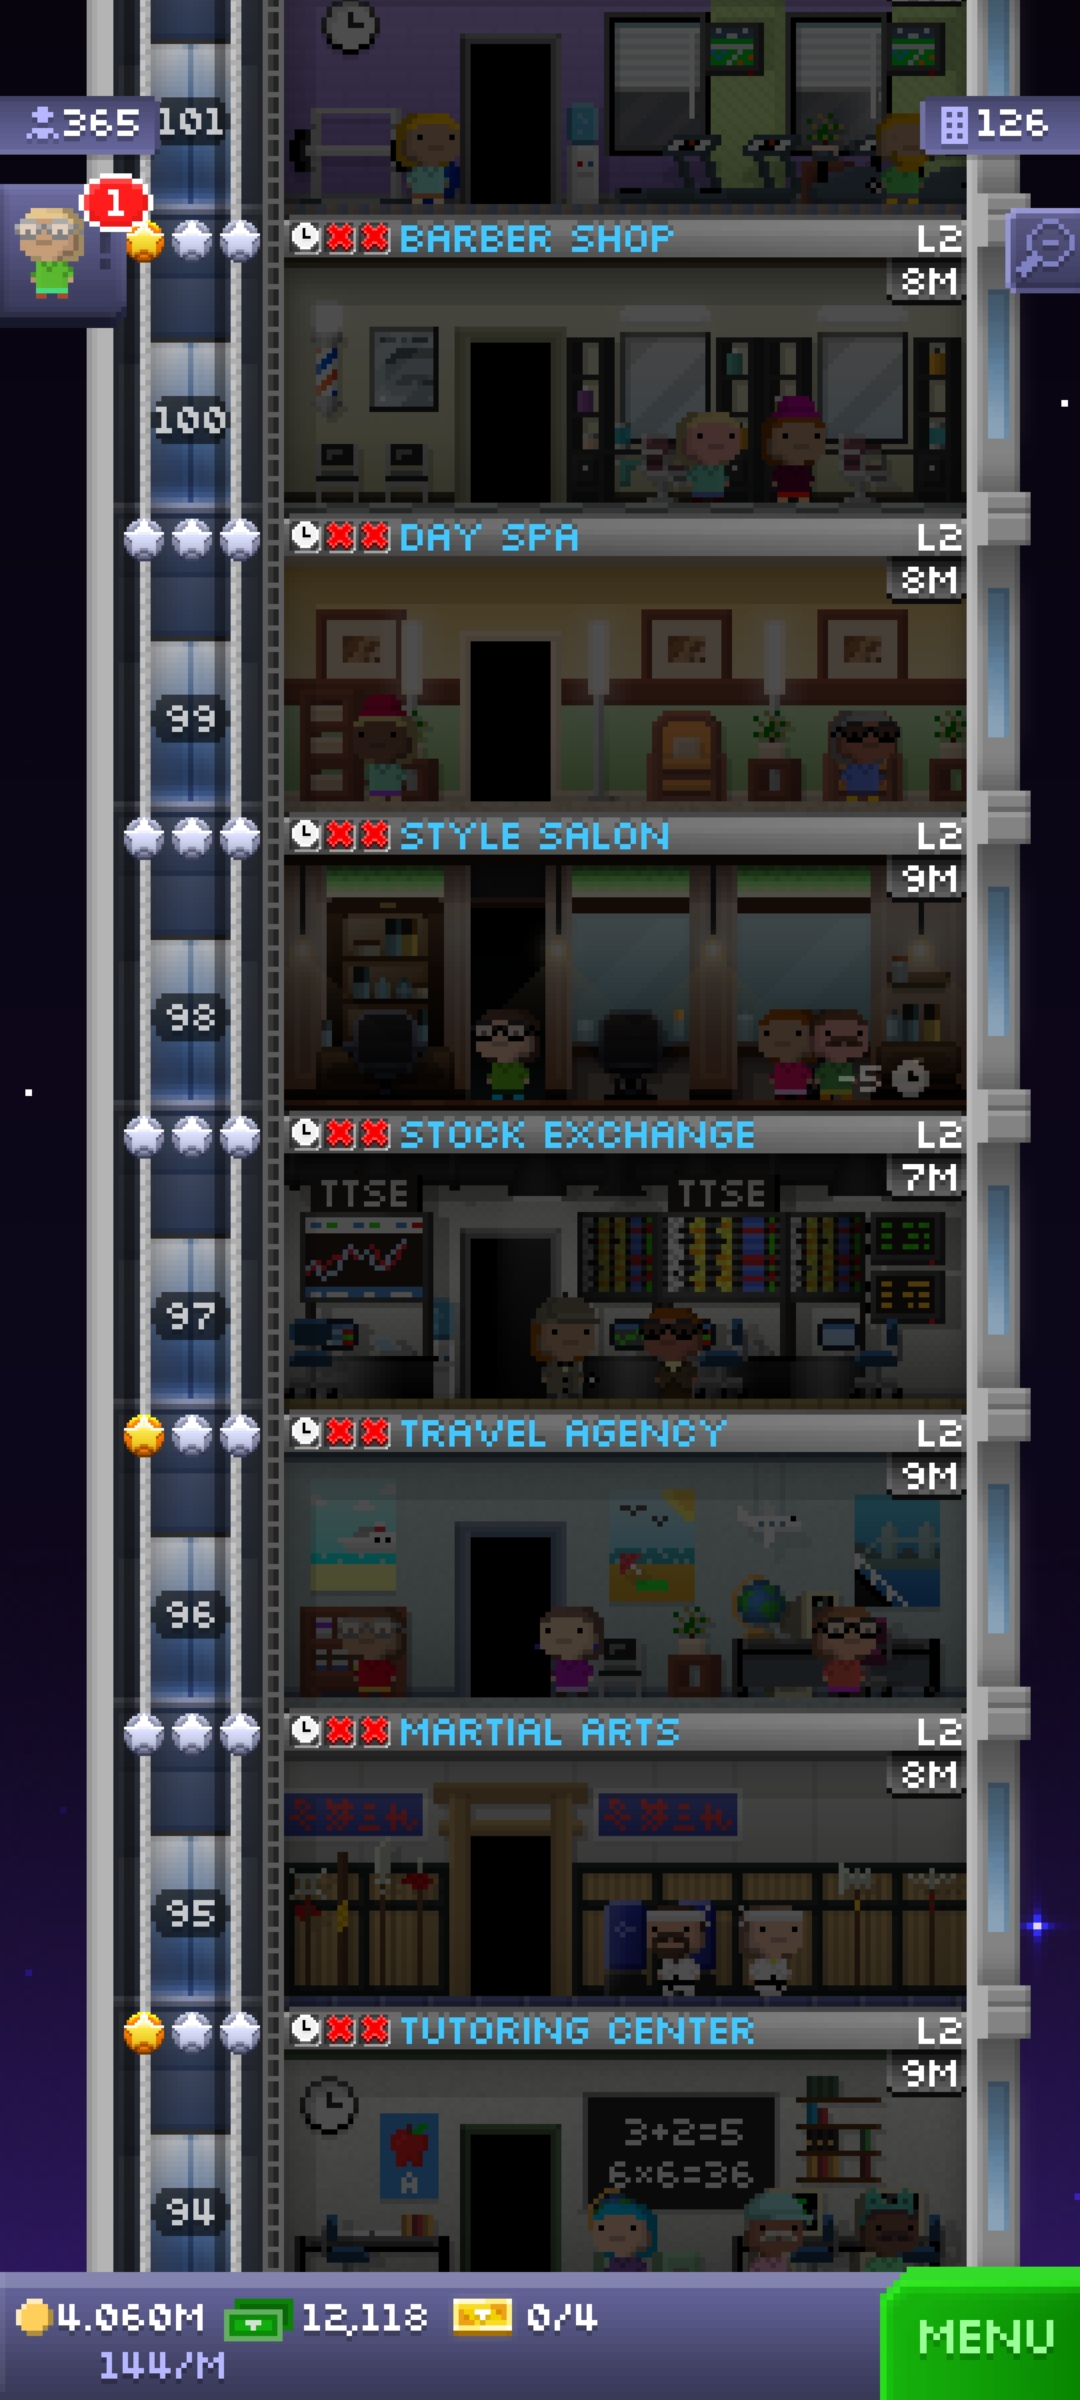 101
365
126
1
BARBER SHOP L2
8M
100
DAY SPA L2
8M
99
STYLE SALON L2
9M
98
-5
STOCK EXCHANGE L2
7M
TTSE TTSE
97
TRAVEL AGENCY L2
9M
96
MARTIAL ARTS L2
8M
95
TUTORING CENTER L2
9M
3+2=5
6x6=36
A
94
4.060M 12,118 0/4
144/M
MENU